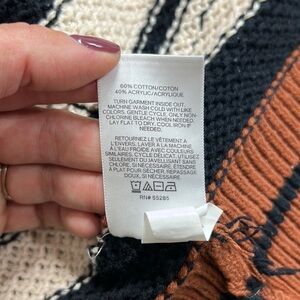 60% COTTON/COTON
40% ACRYLIC/ACRYLIQUE
TURN GARMENT INSIDE OUT,
MACHINE WASH COLD WITH LIKE
COLORS, GENTLE CYCLE, ONLY NON
CHLORINE BLEACH WHEN NEEDED.
LAY FLAT TO DRY. COOL IRON IF
NEEDED.
RETOURNEZ LE VÊTEMENT À
L'ENVERS. LAVER À LA MACHINE
À L'EAU FROIDE AVEC COULEURS
SIMILAIRES, CYCLE DÉLICAT, UTILISEZ
SEULEMENT DU JAVELLISANT SANS
CHLORE, SI NÉCESSAIRE. ÉTENDRE
À PLAT POUR SÉCHER. REPASSAGE
DOUX, SI NÉCESSAIRE.
RN# 55285